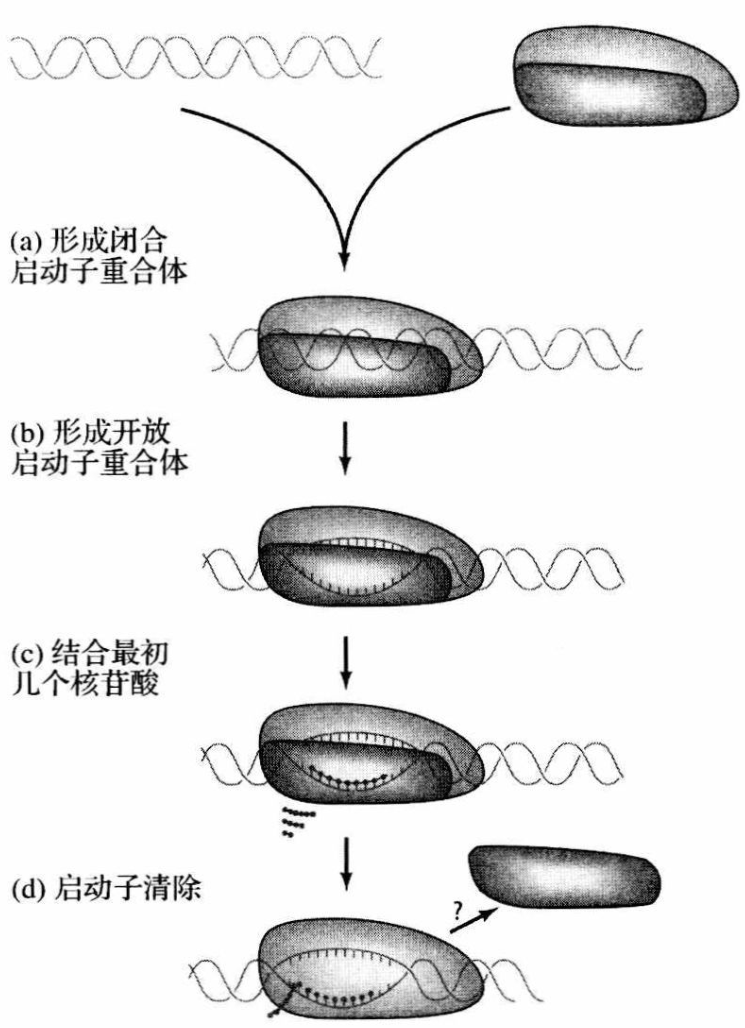 (a) 形成闭合
启动子重合体
(b) 形成开放
启动子重合体
(c) 结合最初
几个核苷酸
(d) 启动子清除
?